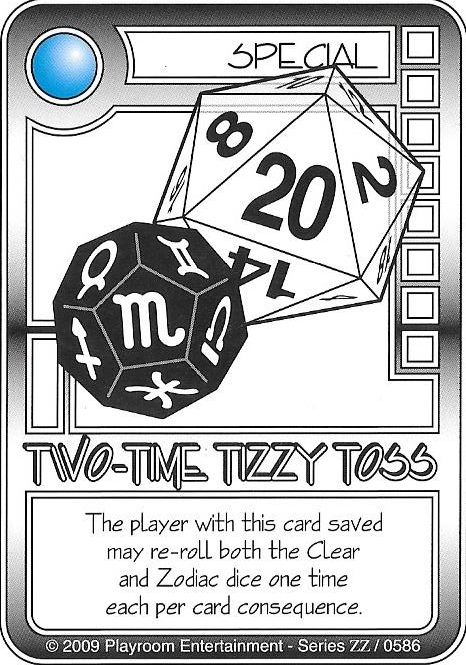 SPECIAL
8
20
2
14
♊
♉
♏
♎
♐
TWO-TIME TIZZY TOSS
The player with this card saved
may re-roll both the Clear
and Zodiac dice one time
each per card consequence.
© 2009 Playroom Entertainment - Series ZZ / 0586